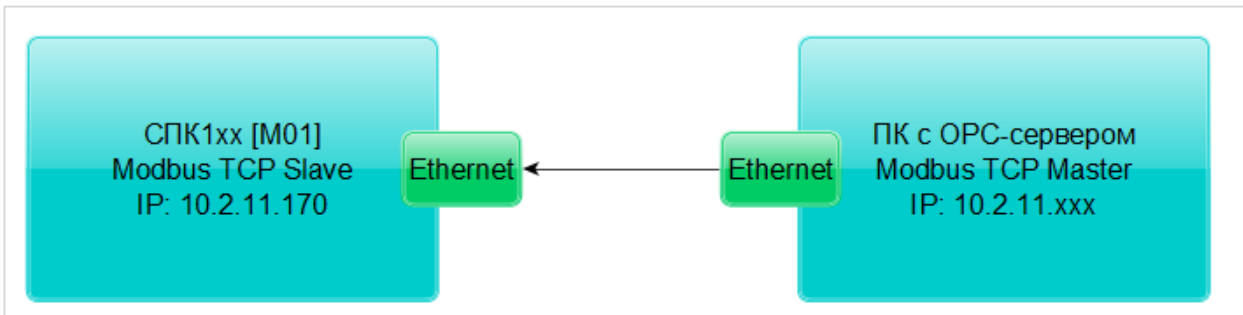 СПК1хх [M01]
Modbus TCP Slave
IP: 10.2.11.170
Ethernet
Ethernet
ПК с OPC-сервером
Modbus TCP Master
IP: 10.2.11.xxx